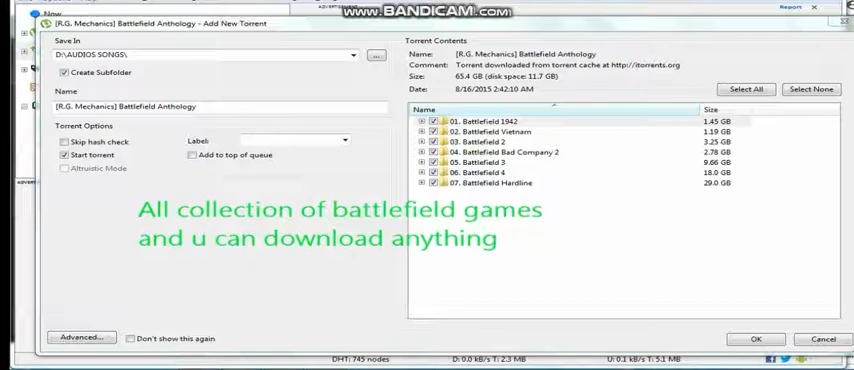 Now
ADVERTISEMENT
Report
www.BANDICAM.com
[R.G. Mechanics] Battlefield Anthology - Add New Torrent
Save In
D:\AUDIOS SONGS\
...
Create Subfolder
Name
[R.G. Mechanics] Battlefield Anthology
Torrent Options
Skip hash check
Label:
Start torrent
Add to top of queue
Altruistic Mode
Torrent Contents
Name: [R.G. Mechanics] Battlefield Anthology
Comment: Torrent downloaded from torrent cache at http://itorrents.org
Size: 65.4 GB (disk space: 11.7 GB)
Date: 8/16/2015 2:42:10 AM
Select All
Select None
Name Size
01. Battlefield 1942 1.45 GB
02. Battlefield Vietnam 1.19 GB
03. Battlefield 2 3.25 GB
04. Battlefield Bad Company 2 2.78 GB
05. Battlefield 3 9.66 GB
06. Battlefield 4 18.0 GB
07. Battlefield Hardline 29.0 GB
All collection of battlefield games
and u can download anything
Advanced...
Don't show this again
OK
Cancel
DHT: 745 nodes D: 0.0 kB/s T: 2.3 MB U: 0.1 kB/s T: 5.1 MB